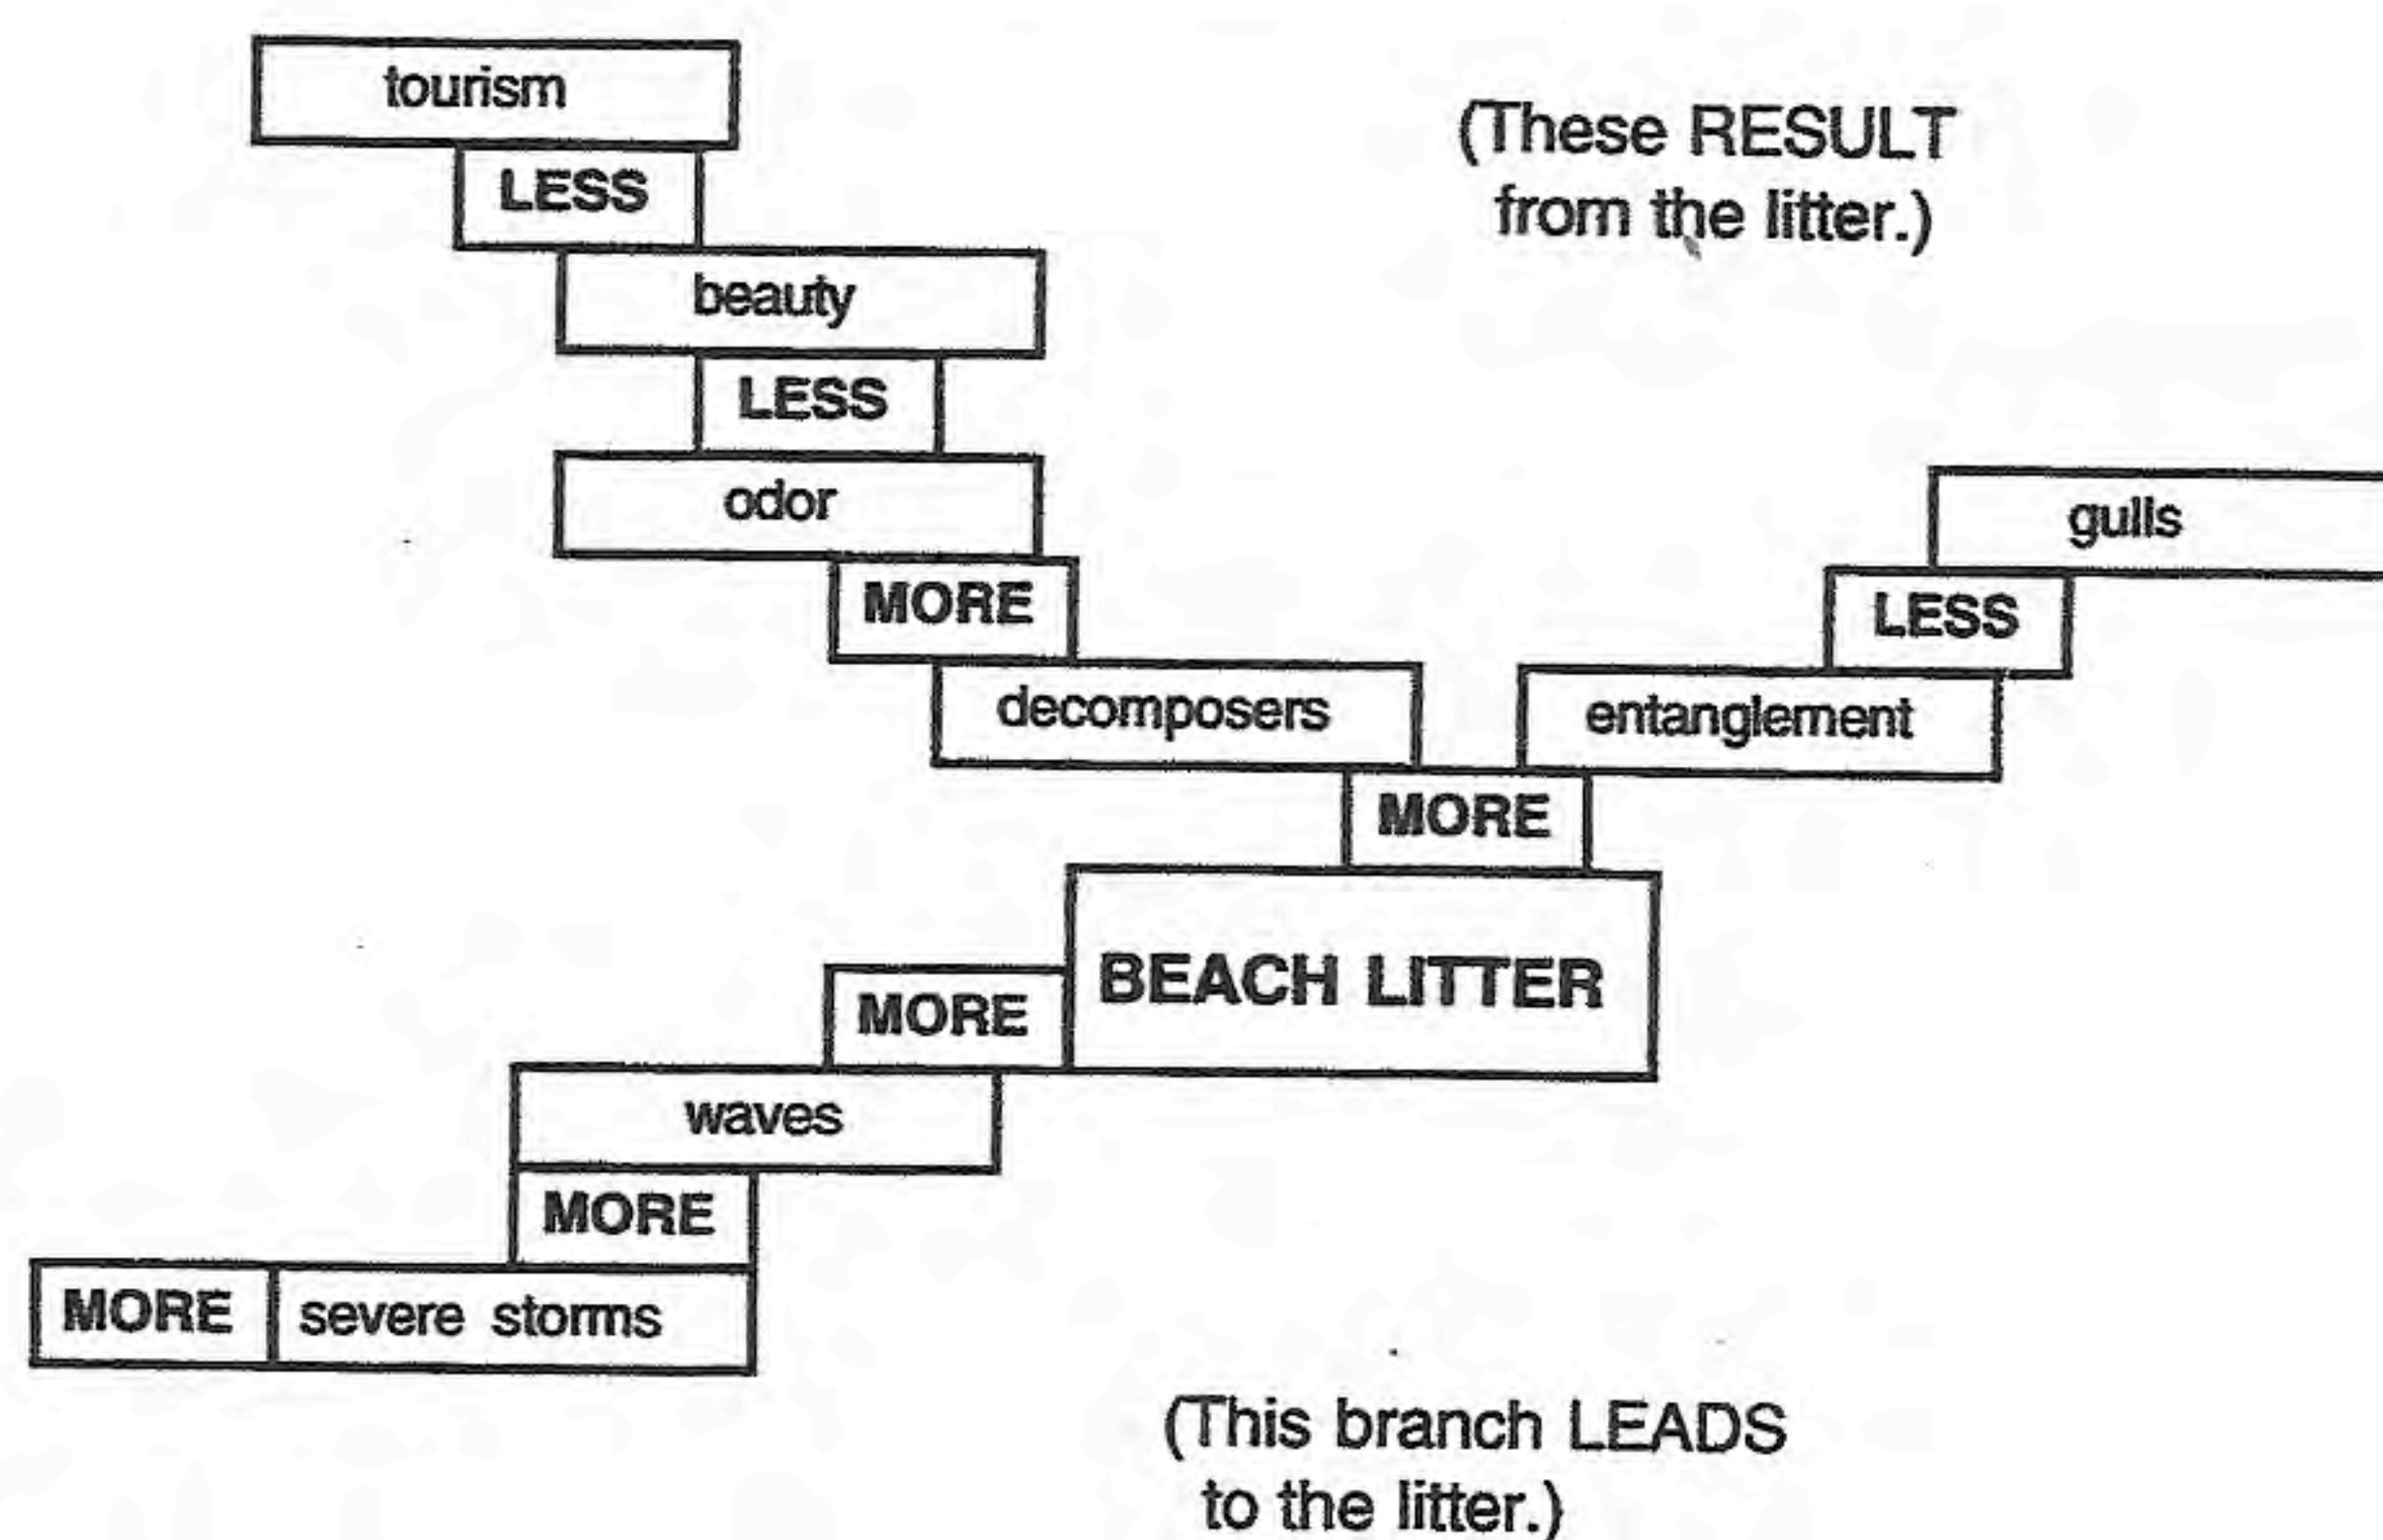 tourism
(These RESULT
from the litter.)
LESS
beauty
LESS
odor
gulls
MORE
LESS
decomposers
entanglement
MORE
BEACH LITTER
MORE
waves
MORE
MORE severe storms
(This branch LEADS
to the litter.)